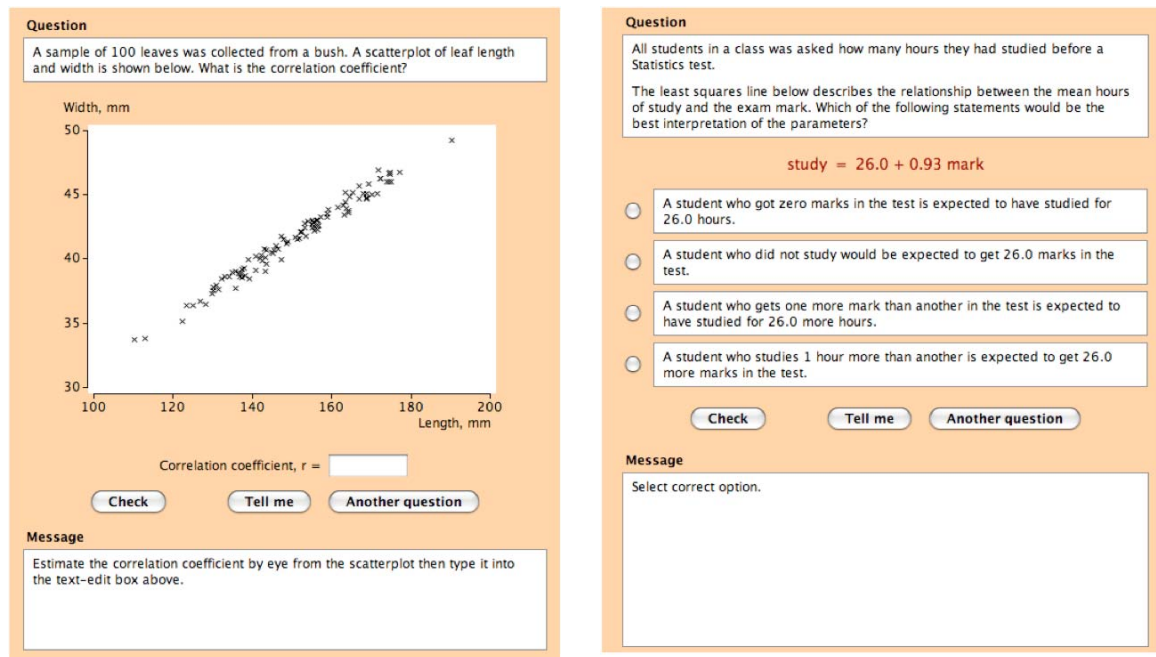 Question
A sample of 100 leaves was collected from a bush. A scatterplot of leaf length
and width is shown below. What is the correlation coefficient?
Width, mm
50
45
40
35
30
100 120 140 160 180 200
Length, mm
Correlation coefficient, r =
Check Tell me Another question
Message
Estimate the correlation coefficient by eye from the scatterplot then type it into
the text-edit box above.
Question
All students in a class was asked how many hours they had studied before a
Statistics test.
The least squares line below describes the relationship between the mean hours
of study and the exam mark. Which of the following statements would be the
best interpretation of the parameters?
study = 26.0 + 0.93 mark
A student who got zero marks in the test is expected to have studied for
26.0 hours.
A student who did not study would be expected to get 26.0 marks in the
test.
A student who gets one more mark than another in the test is expected to
have studied for 26.0 more hours.
A student who studies 1 hour more than another is expected to get 26.0
more marks in the test.
Check Tell me Another question
Message
Select correct option.